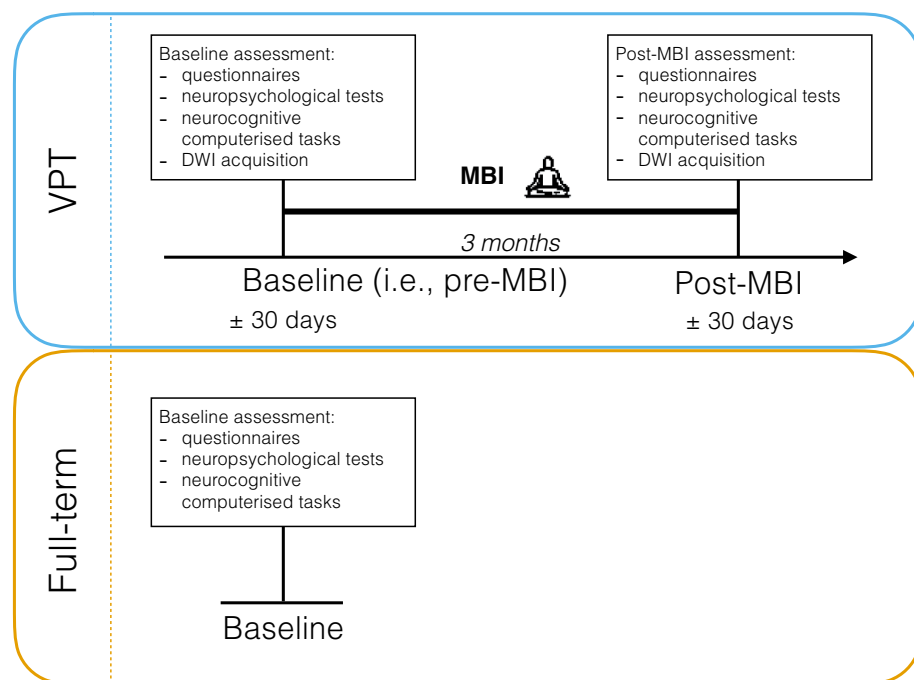 VPT
Baseline assessment:
- questionnaires
- neuropsychological tests
- neurocognitive
computerised tasks
- DWI acquisition
Post-MBI assessment:
- questionnaires
- neuropsychological tests
- neurocognitive
computerised tasks
- DWI acquisition
MBI
3 months
Baseline (i.e., pre-MBI)
± 30 days
Post-MBI
± 30 days
Full-term
Baseline assessment:
- questionnaires
- neuropsychological tests
- neurocognitive
computerised tasks
Baseline